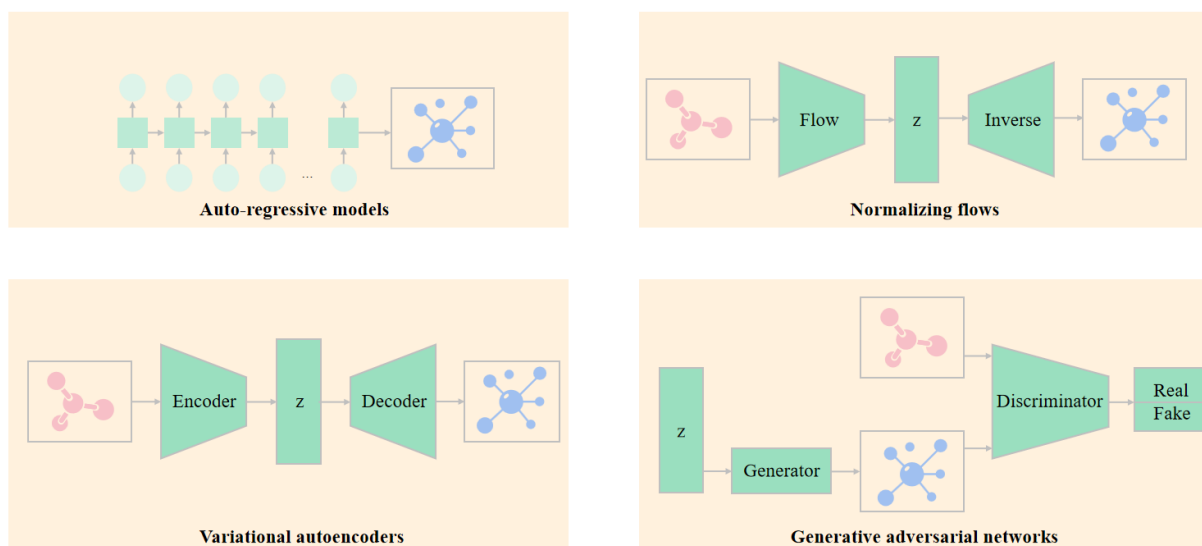 ...
Auto-regressive models
Flow
z
Inverse
Normalizing flows
Encoder
z
Decoder
Variational autoencoders
z
Generator
Discriminator
Real
Fake
Generative adversarial networks